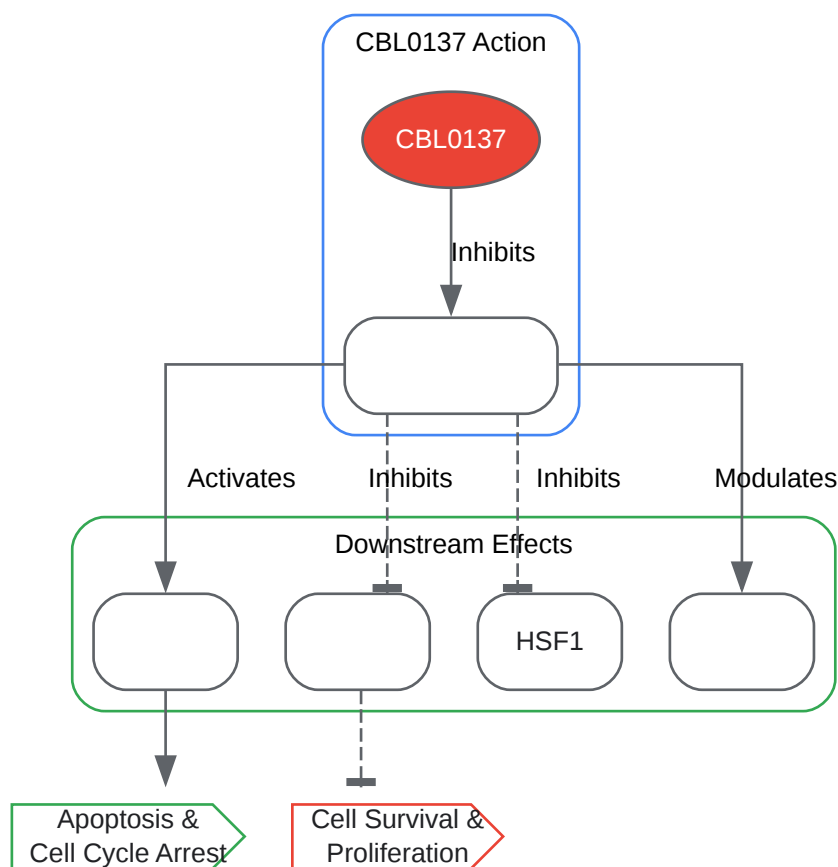 CBL0137 Action
CBL0137
Inhibits
Activates
Inhibits
Inhibits
Modulates
Downstream Effects
HSF1
Apoptosis &
Cell Cycle Arrest
Cell Survival &
Proliferation